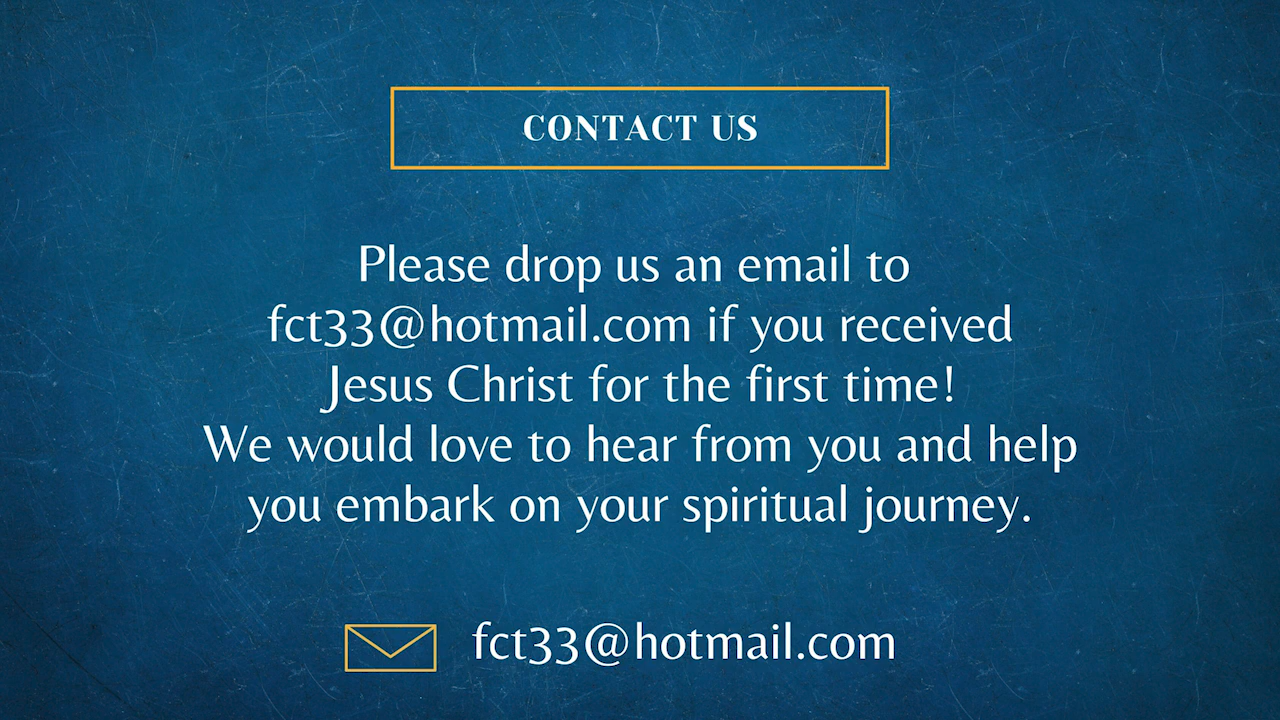 CONTACT US
Please drop us an email to
fct33@hotmail.com if you received
Jesus Christ for the first time!
We would love to hear from you and help
you embark on your spiritual journey.
fct33@hotmail.com